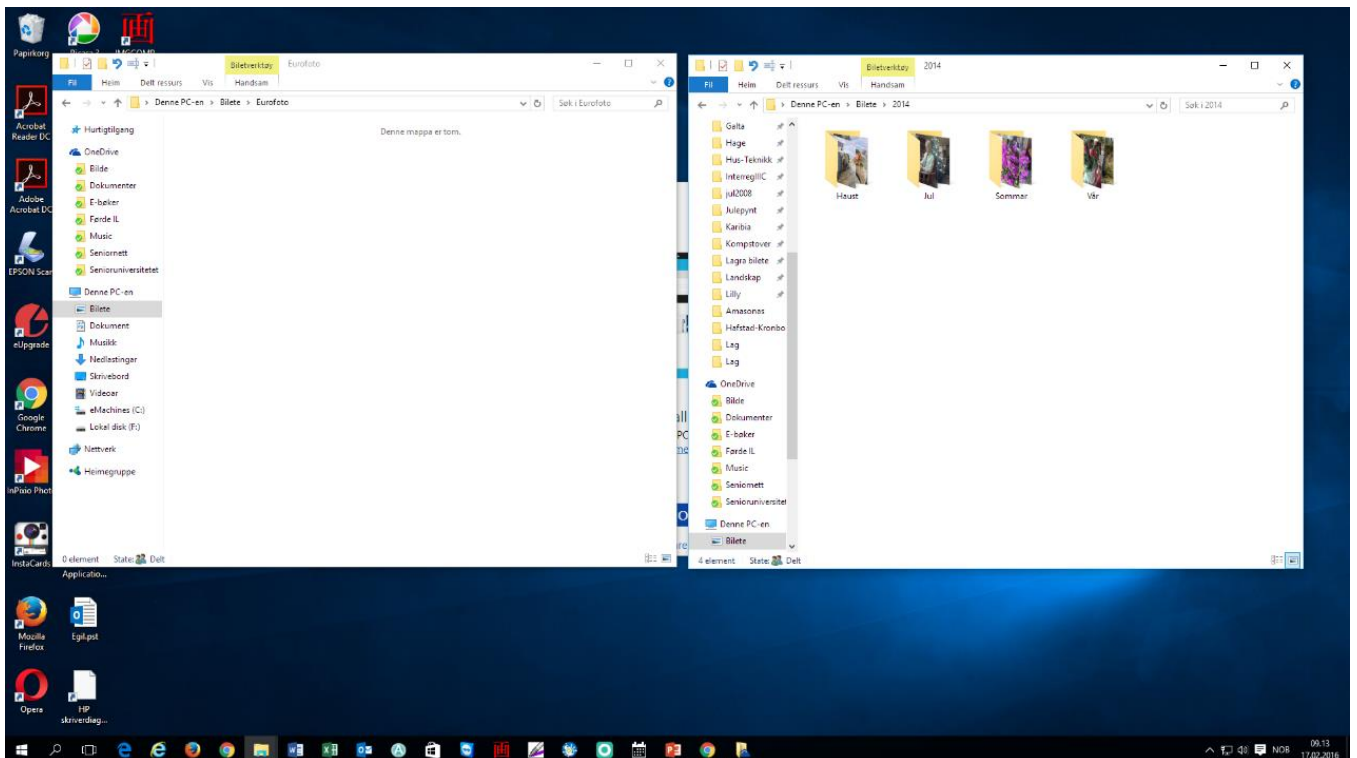 Papirkorg
Acrobat
Reader DC
Adobe
Acrobat DC
EPSON Scan
eUpgrade
Google
Chrome
InPixio Phot
InstaCards
Applicatio...
Mozilla
Firefox
Egil.pst
Opera
HP
skriverdiag...
Biletverktøy Eurofoto
Fil Heim Delt ressurs Vis Handsam
Denne PC-en > Bilete > Eurofoto
Søk i Eurofoto
Hurtigtilgang
OneDrive
Bilde
Dokumenter
E-bøker
Førde IL
Music
Seniornett
Senioruniversitetet
Denne PC-en
Bilete
Dokument
Musikk
Nedlastingar
Skrivebord
Videoar
eMachines (C:)
Lokal disk (F:)
Nettverk
Heimegruppe
Denne mappa er tom.
0 element State: Delt
Biletverktøy 2014
Fil Heim Delt ressurs Vis Handsam
Denne PC-en > Bilete > 2014
Søk i 2014
Galta
Hage
Hus-Teknikk
InterregIIIC
jul2008
Julepynt
Karibia
Kompstover
Lagra bilete
Landskap
Lilly
Amasonas
Hafstad-Kronbo
Lag
Lag
OneDrive
Bilde
Dokumenter
E-bøker
Førde IL
Music
Seniornett
Senioruniversitet
Denne PC-en
Bilete
Haust Jul Sommar Vår
4 element State: Delt
NOB
09.13
17.02.2016